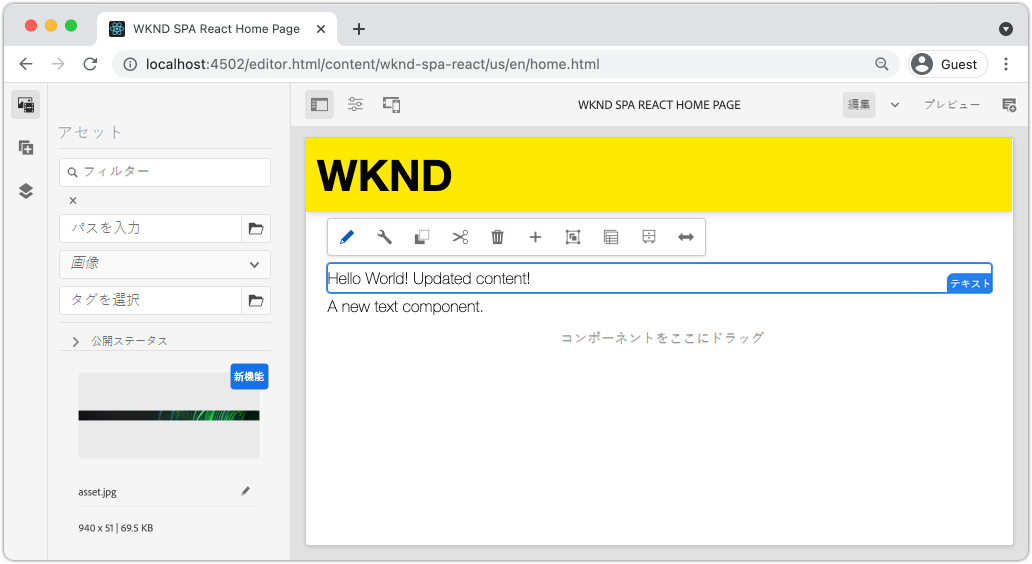 WKND SPA React Home Page
localhost:4502/editor.html/content/wknd-spa-react/us/en/home.html
Guest
WKND SPA REACT HOME PAGE
編集
プレビュー
アセット
フィルター
パスを入力
画像
タグを選択
公開ステータス
新機能
asset.jpg
940 x 51 | 69.5 KB
WKND
Hello World! Updated content!
テキスト
A new text component.
コンポーネントをここにドラッグ